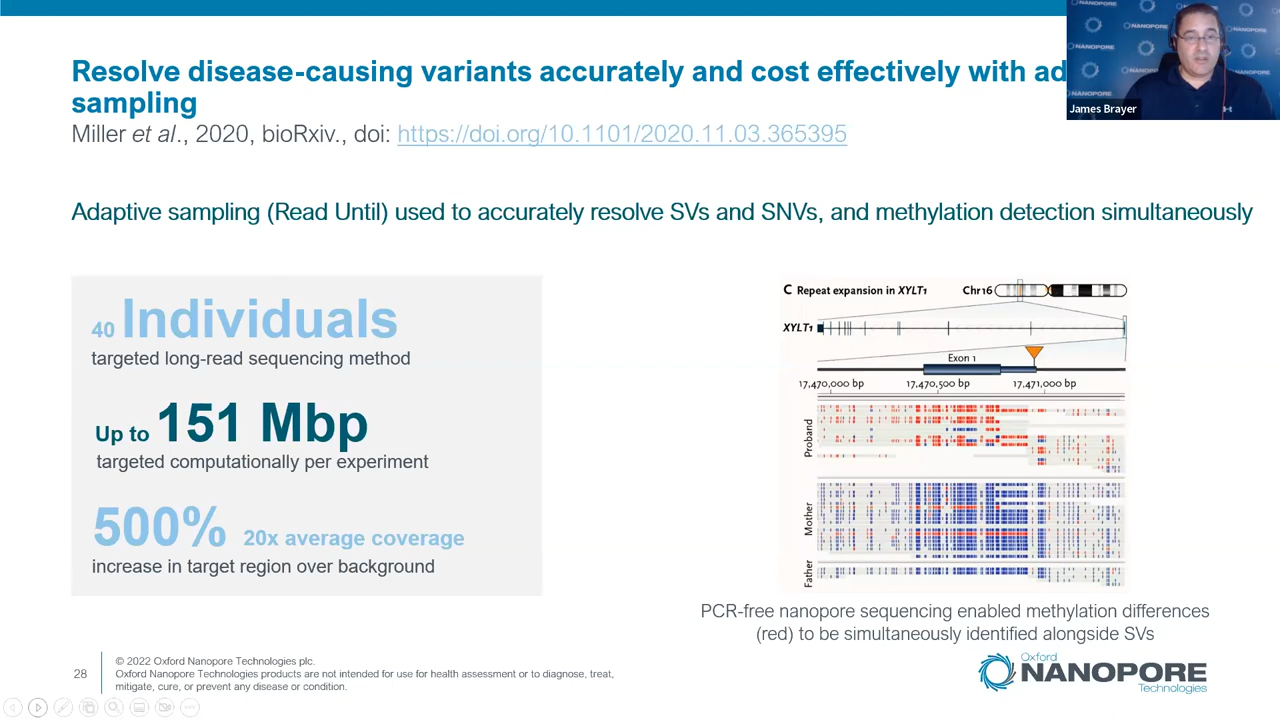 Resolve disease-causing variants accurately and cost effectively with ad
sampling
Miller et al., 2020, bioRxiv., doi: https://doi.org/10.1101/2020.11.03.365395
NANOPORE
James Brayer
Adaptive sampling (Read Until) used to accurately resolve SVs and SNVs, and methylation detection simultaneously
40 Individuals
targeted long-read sequencing method
Up to 151 Mbp
targeted computationally per experiment
500% 20x average coverage
increase in target region over background
C Repeat expansion in XYLT1 Chr16
XYLT1
Exon 1
17,470,000 bp 17,470,500 bp 17,471,000 bp
Proband
Mother
Father
PCR-free nanopore sequencing enabled methylation differences
(red) to be simultaneously identified alongside SVs
28
© 2022 Oxford Nanopore Technologies plc.
Oxford Nanopore Technologies products are not intended for use for health assessment or to diagnose, treat,
mitigate, cure, or prevent any disease or condition.
Oxford
NANOPORE
Technologies